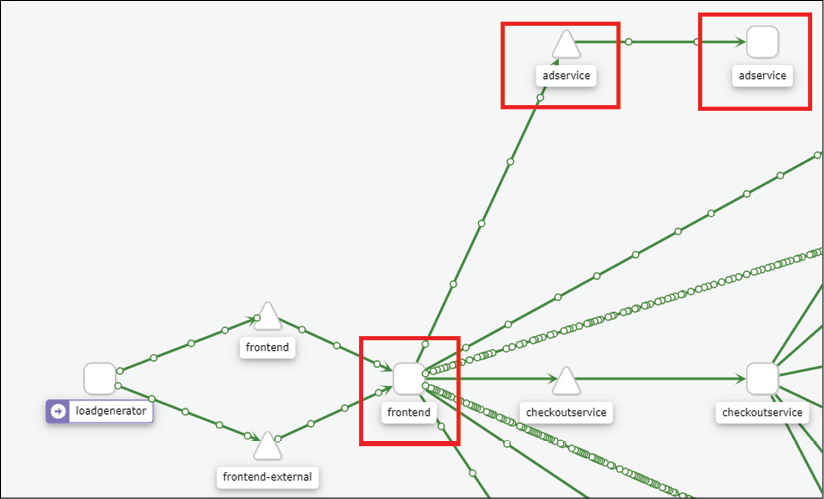 adservice
adservice
frontend
loadgenerator
frontend
checkoutservice
checkoutservice
frontend-external